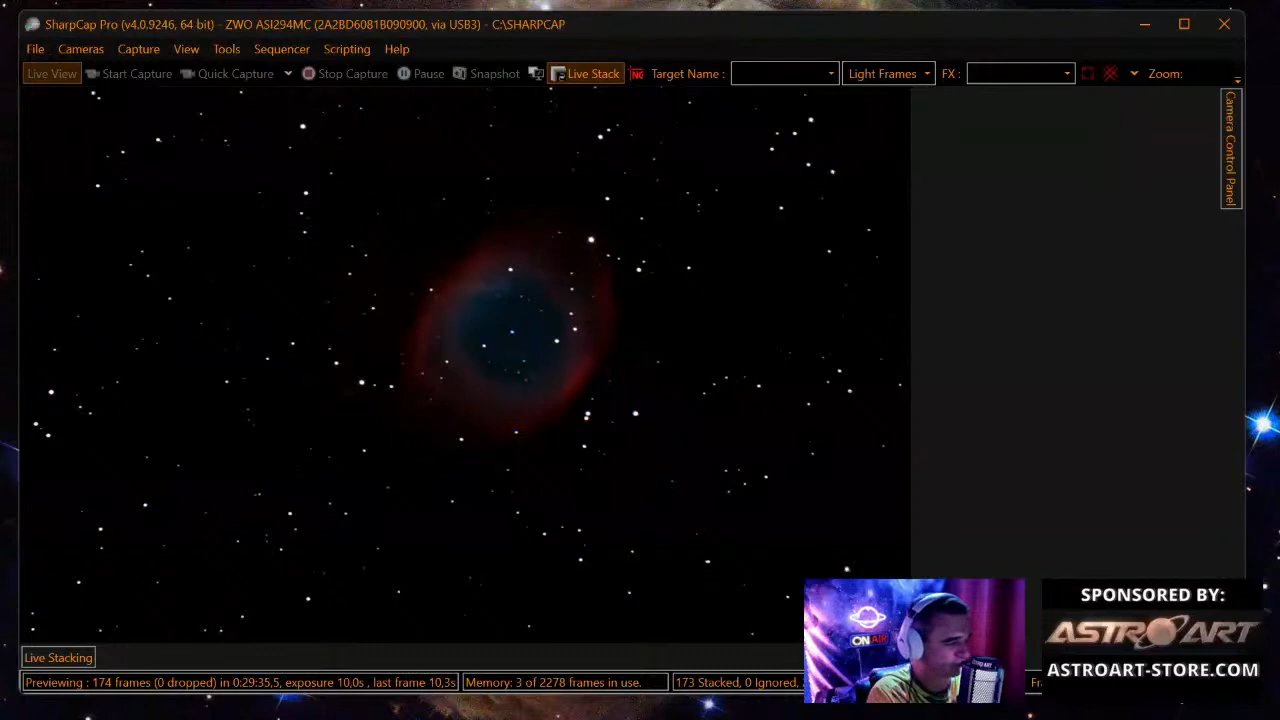 SharpCap Pro (v4.0.9246, 64 bit) - ZWO ASI294MC (2A2BD6081B090900, via USB3) - C:\SHARPCAP
File Cameras Capture View Tools Sequencer Scripting Help
Live View Start Capture Quick Capture Stop Capture Pause Snapshot Live Stack NG Target Name : Light Frames FX : Zoom:
Camera Control Panel
ON AIR
SPONSORED BY:
ASTROART
ASTROART-STORE.COM
Live Stacking
Previewing : 174 frames (0 dropped) in 0:29:35,5, exposure 10,0s , last frame 10,3s Memory: 3 of 2278 frames in use. 173 Stacked, 0 Ignored,